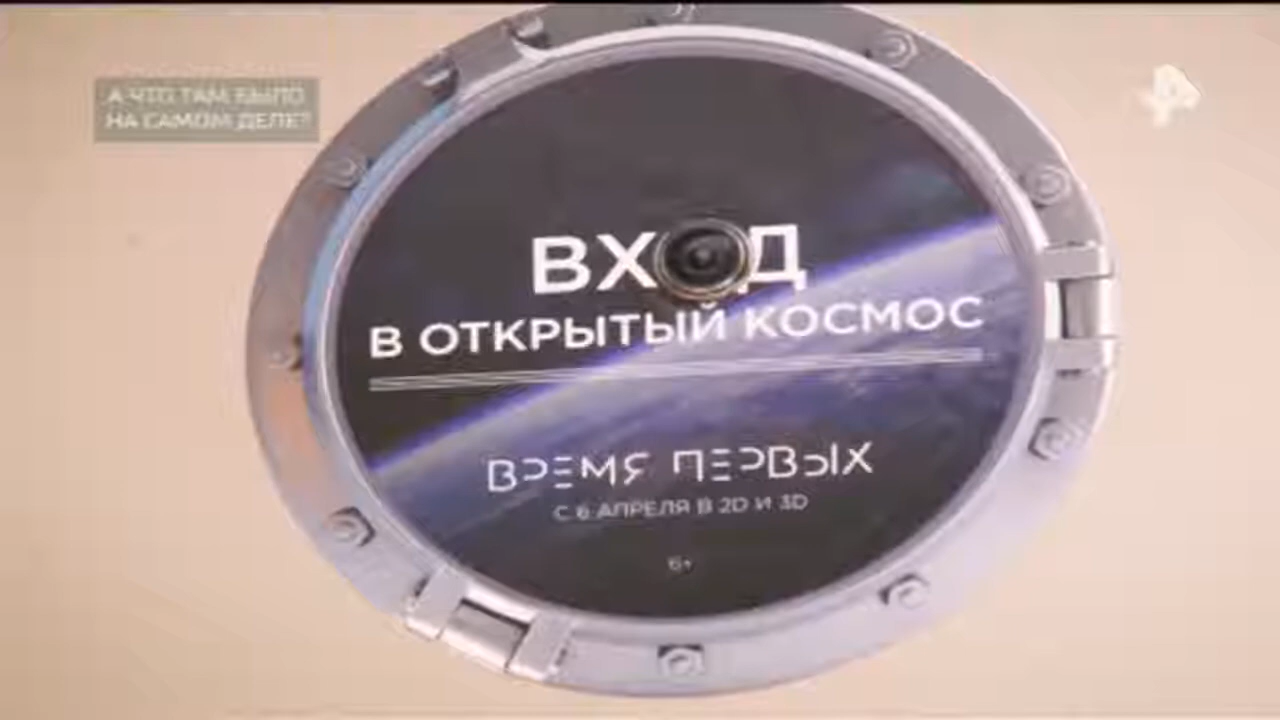 А ЧТО ТАМ БЫЛО
НА САМОМ ДЕЛЕ?
ВХОД
В ОТКРЫТЫЙ КОСМОС
ВРЕМЯ ПЕРВЫХ
С 6 АПРЕЛЯ В 2D И 3D
6+